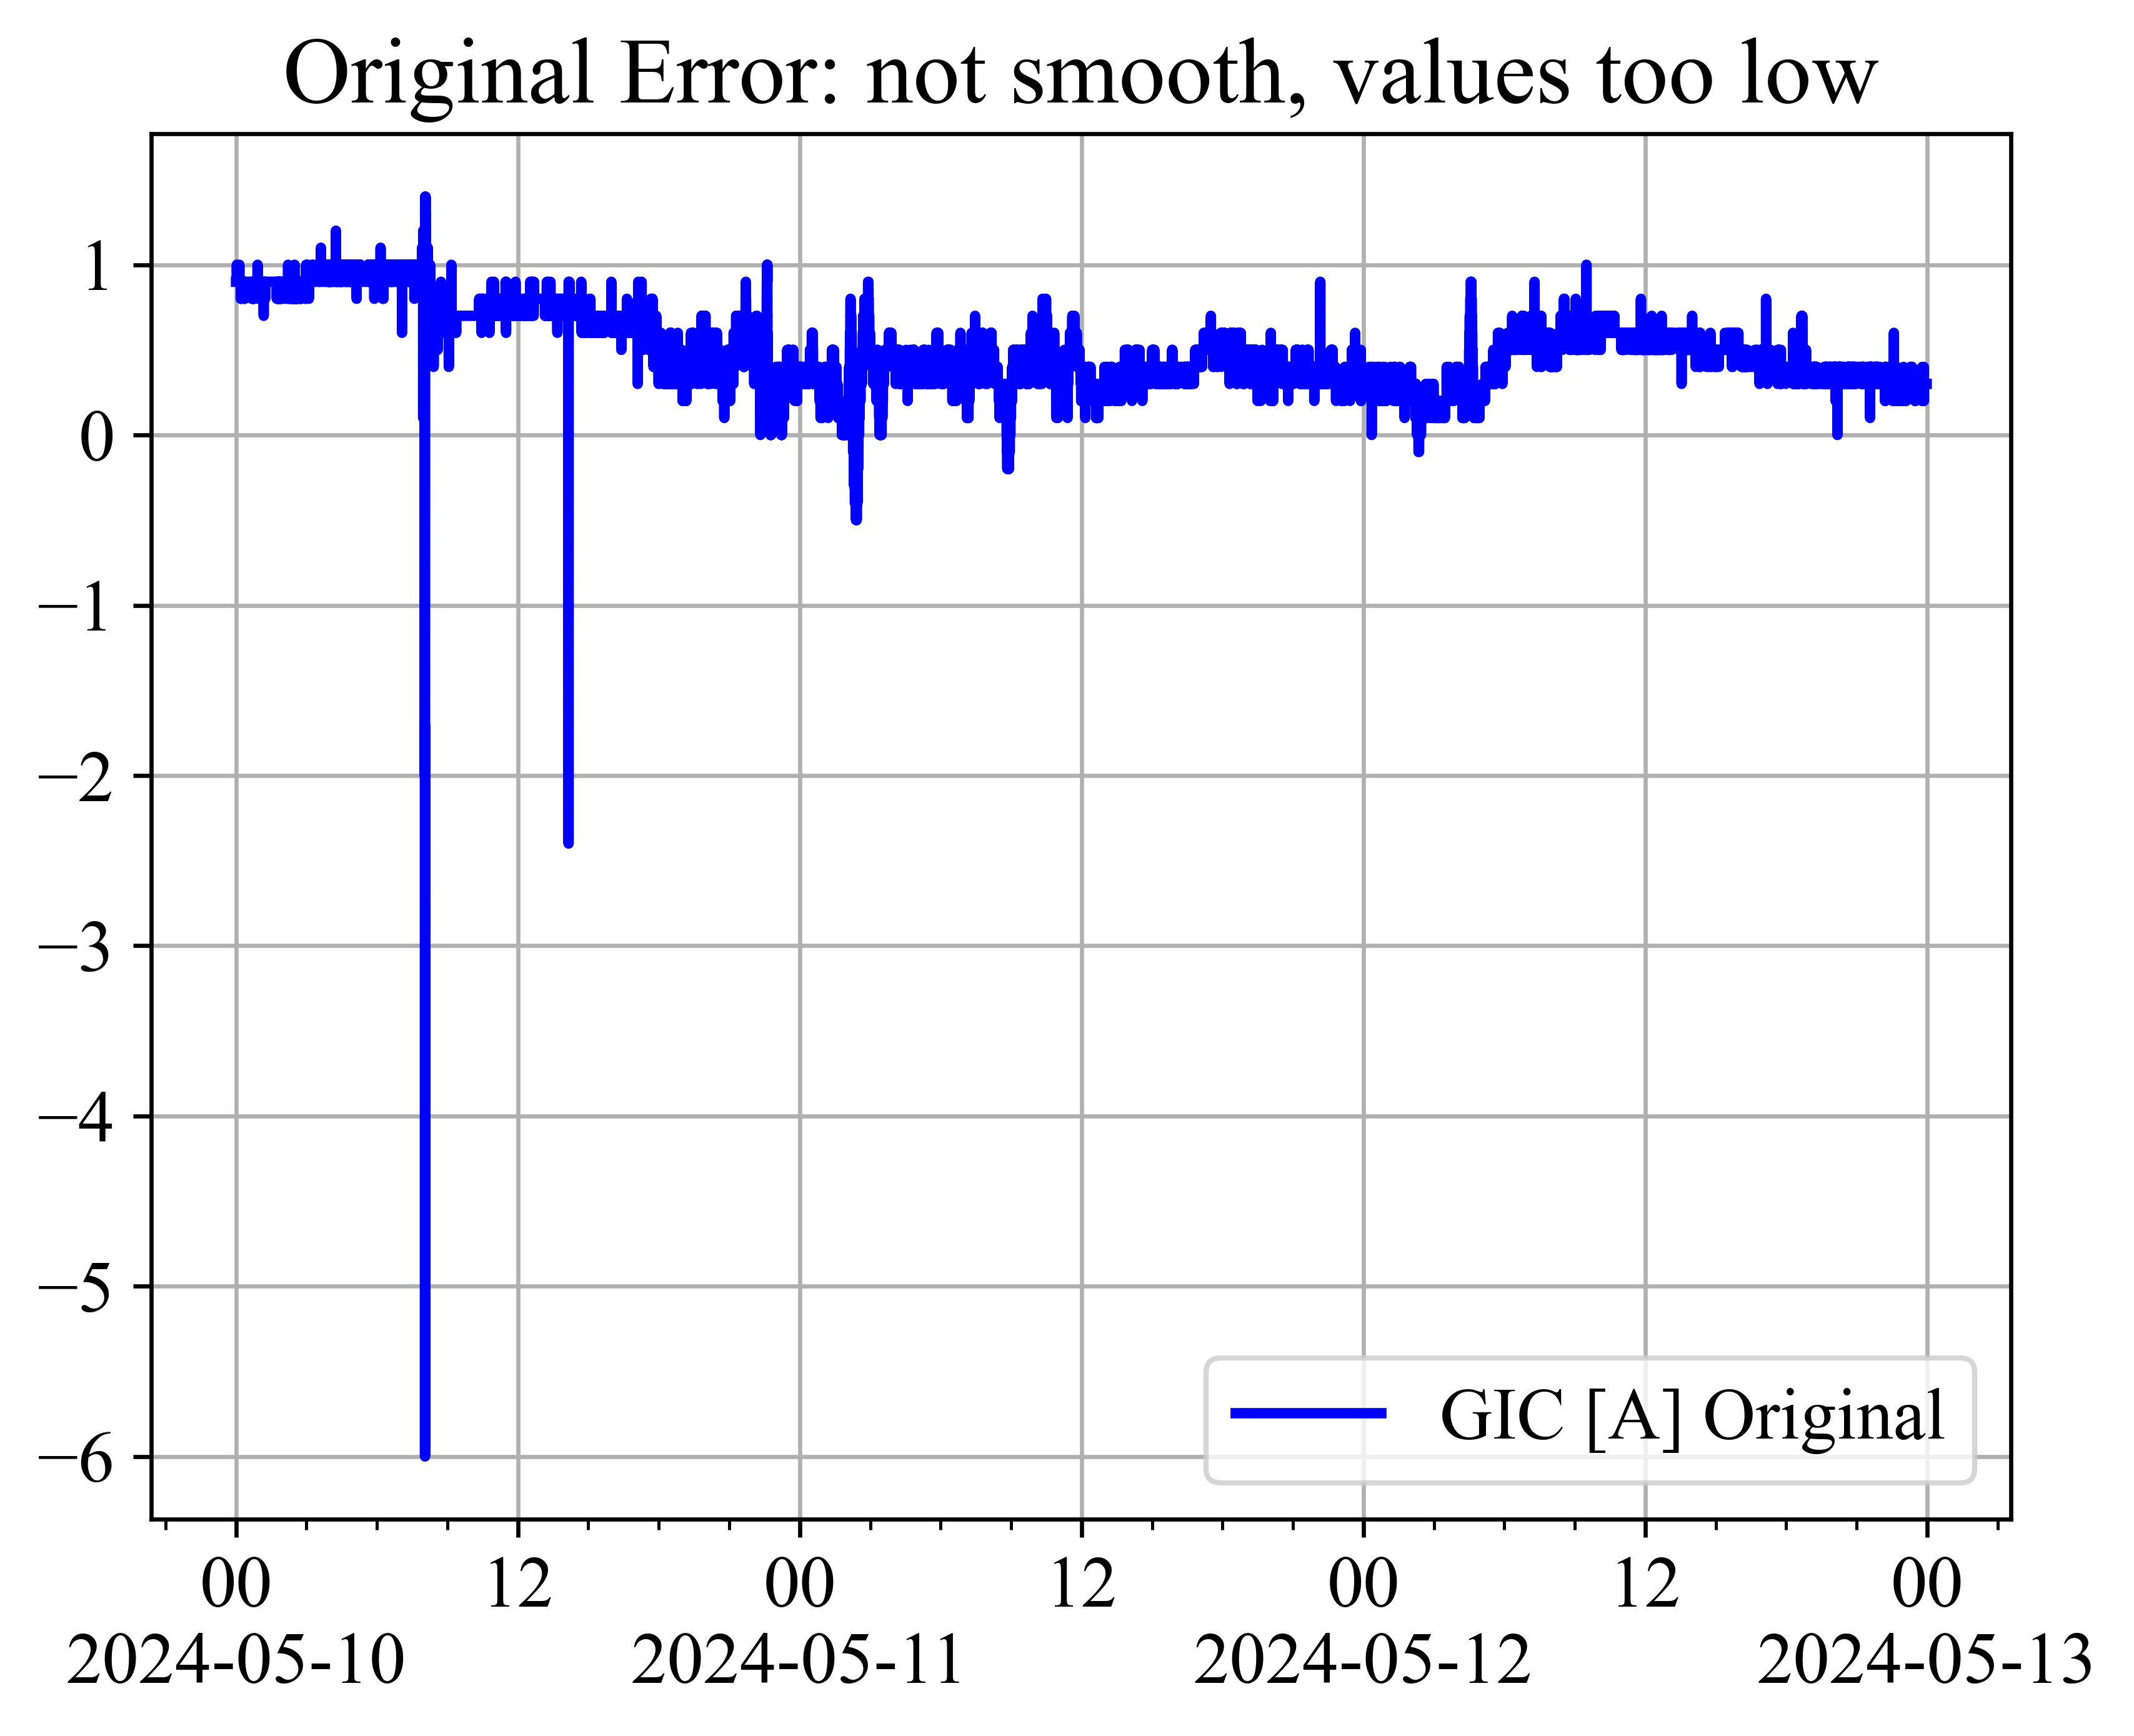 Original Error: not smooth, values too low
1
0
−1
−2
−3
−4
−5
−6
GIC [A] Original
00 12 00 12 00 12 00
2024-05-10 2024-05-11 2024-05-12 2024-05-13